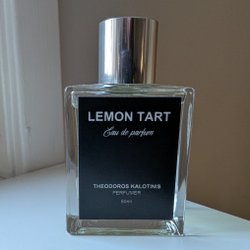 LEMON TART
Eau de parfum
THEODOROS KALOTINIS
PERFUMER
50ml